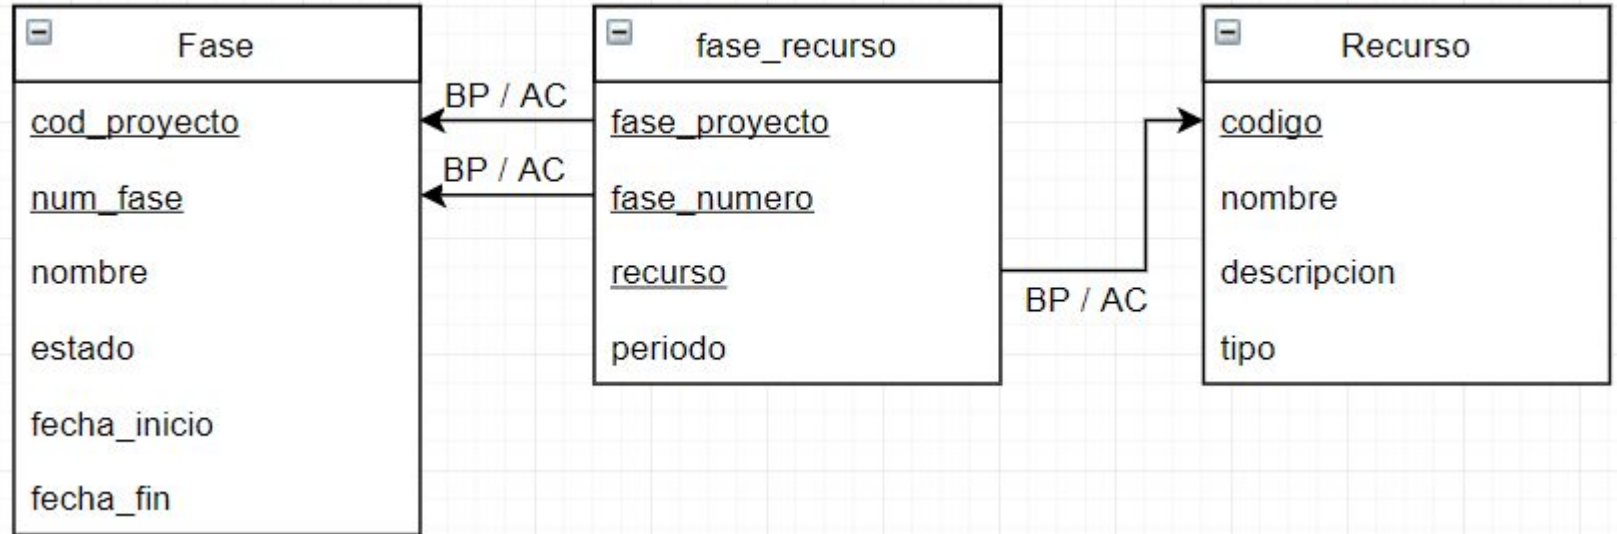 Fase
cod_proyecto
num_fase
nombre
estado
fecha_inicio
fecha_fin
BP / AC
BP / AC
fase_recurso
fase_proyecto
fase_numero
recurso
periodo
BP / AC
Recurso
codigo
nombre
descripcion
tipo